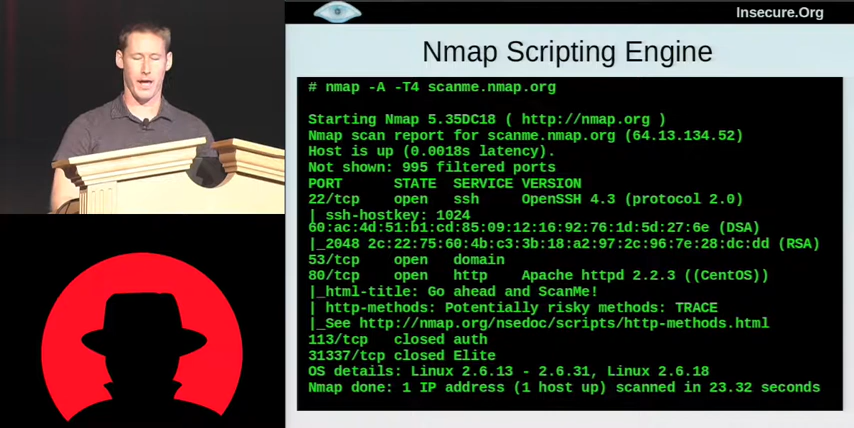 Insecure.Org
Nmap Scripting Engine
# nmap -A -T4 scanme.nmap.org
Starting Nmap 5.35DC18 ( http://nmap.org )
Nmap scan report for scanme.nmap.org (64.13.134.52)
Host is up (0.0018s latency).
Not shown: 995 filtered ports
PORT STATE SERVICE VERSION
22/tcp open ssh OpenSSH 4.3 (protocol 2.0)
| ssh-hostkey: 1024
60:ac:4d:51:b1:cd:85:09:12:16:92:76:1d:5d:27:6e (DSA)
|_2048 2c:22:75:60:4b:c3:3b:18:a2:97:2c:96:7e:28:dc:dd (RSA)
53/tcp open domain
80/tcp open http Apache httpd 2.2.3 ((CentOS))
|_html-title: Go ahead and ScanMe!
| http-methods: Potentially risky methods: TRACE
|_See http://nmap.org/nsedoc/scripts/http-methods.html
113/tcp closed auth
31337/tcp closed Elite
OS details: Linux 2.6.13 - 2.6.31, Linux 2.6.18
Nmap done: 1 IP address (1 host up) scanned in 23.32 seconds